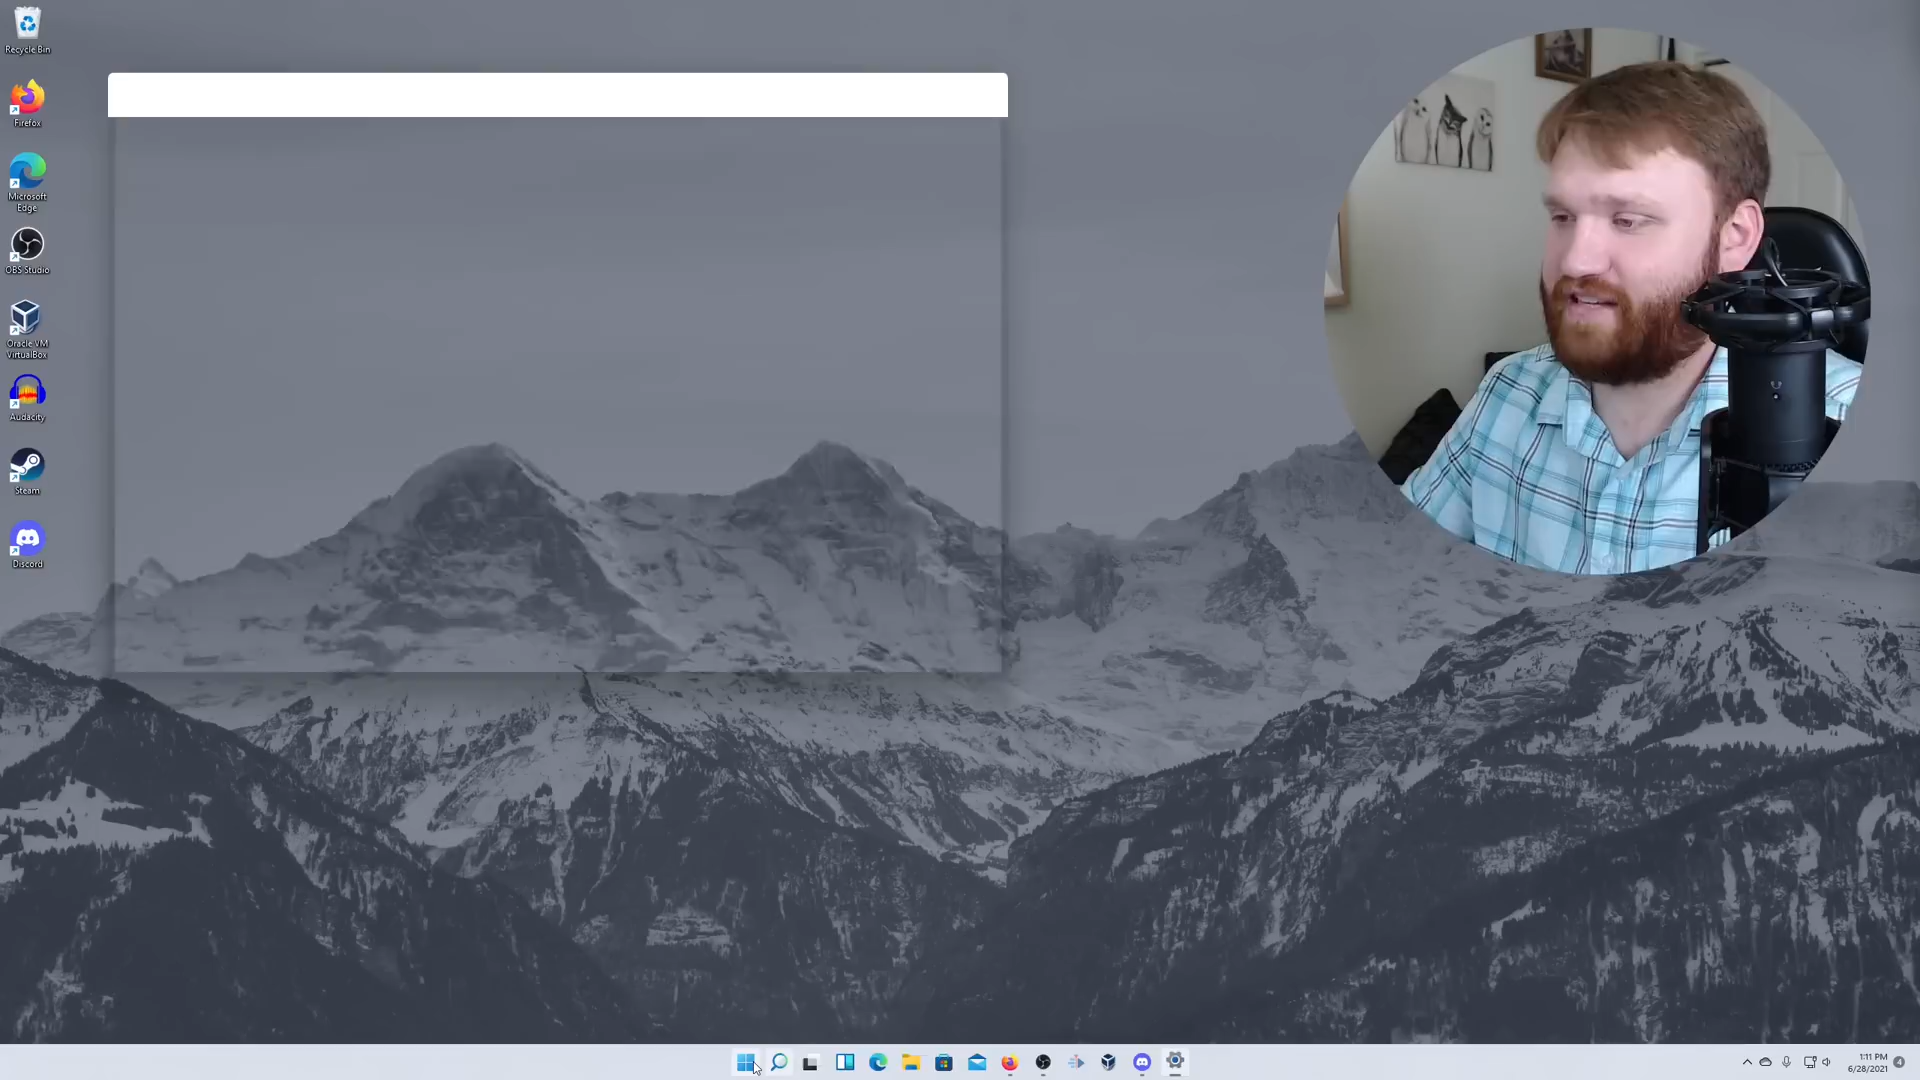 Recycle Bin
Firefox
Microsoft
Edge
OBS Studio
Oracle VM
VirtualBox
Audacity
Steam
Discord
1:11 PM
6/28/2021
4